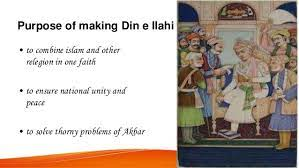 Purpose of making Din e Ilahi
• to combine islam and other
relegion in one faith
• to ensure national unity and
peace
• to solve thorny problems of Akbar